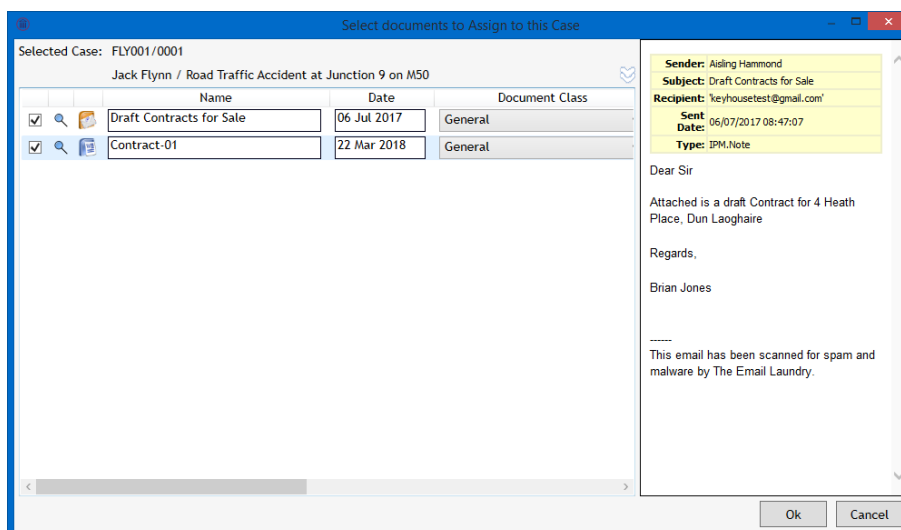 Select documents to Assign to this Case
Selected Case: FLY001/0001
Jack Flynn / Road Traffic Accident at Junction 9 on M50
Name Date Document Class
Draft Contracts for Sale 06 Jul 2017 General
Contract-01 22 Mar 2018 General
Sender: Aisling Hammond
Subject: Draft Contracts for Sale
Recipient: 'keyhousetest@gmail.com'
Sent
Date: 06/07/2017 08:47:07
Type: IPM.Note
Dear Sir
Attached is a draft Contract for 4 Heath
Place, Dun Laoghaire
Regards,
Brian Jones
------
This email has been scanned for spam and
malware by The Email Laundry.
Ok Cancel